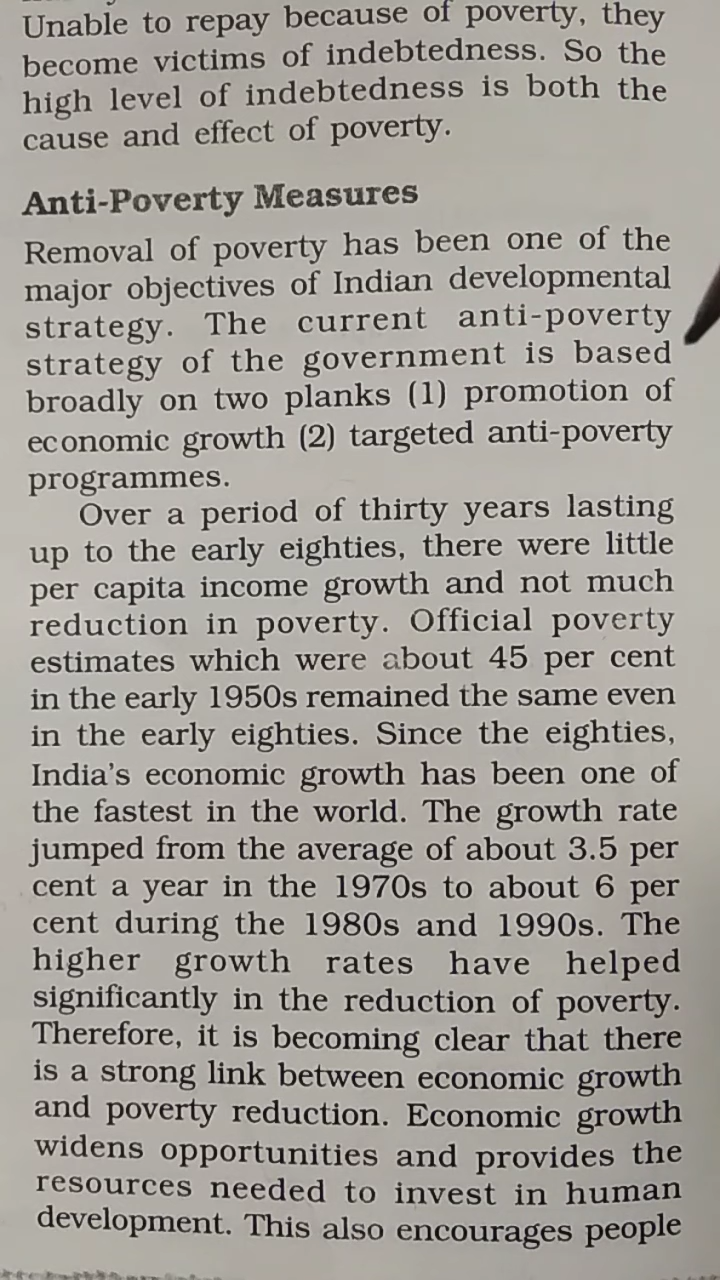 Unable to repay because of poverty, they
become victims of indebtedness. So the
high level of indebtedness is both the
cause and effect of poverty.
Anti-Poverty Measures
Removal of poverty has been one of the
major objectives of Indian developmental
strategy. The current anti-poverty
strategy of the government is based
broadly on two planks (1) promotion of
economic growth (2) targeted anti-poverty
programmes.
Over a period of thirty years lasting
up to the early eighties, there were little
per capita income growth and not much
reduction in poverty. Official poverty
estimates which were about 45 per cent
in the early 1950s remained the same even
in the early eighties. Since the eighties,
India's economic growth has been one of
the fastest in the world. The growth rate
jumped from the average of about 3.5 per
cent a year in the 1970s to about 6 per
cent during the 1980s and 1990s. The
higher growth rates have helped
significantly in the reduction of poverty.
Therefore, it is becoming clear that there
is a strong link between economic growth
and poverty reduction. Economic growth
widens opportunities and provides the
resources needed to invest in human
development. This also encourages people